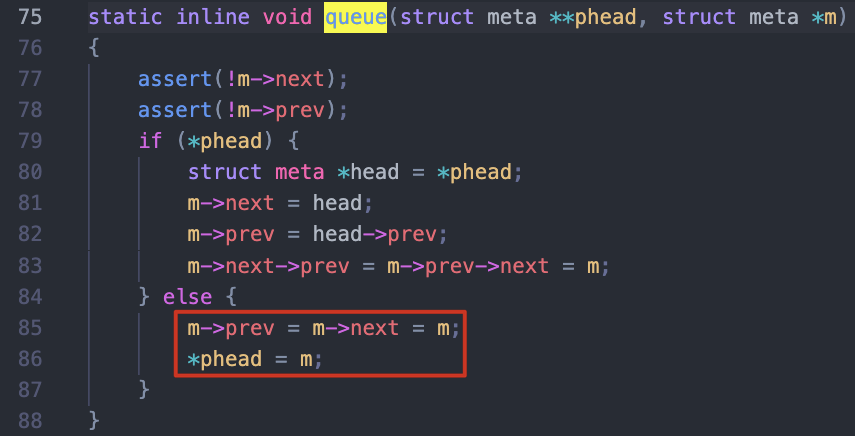 75 static inline void queue(struct meta **phead, struct meta *m)
76 {
77     assert(!m->next);
78     assert(!m->prev);
79     if (*phead) {
80         struct meta *head = *phead;
81         m->next = head;
82         m->prev = head->prev;
83         m->next->prev = m->prev->next = m;
84     } else {
85         m->prev = m->next = m;
86         *phead = m;
87     }
88 }